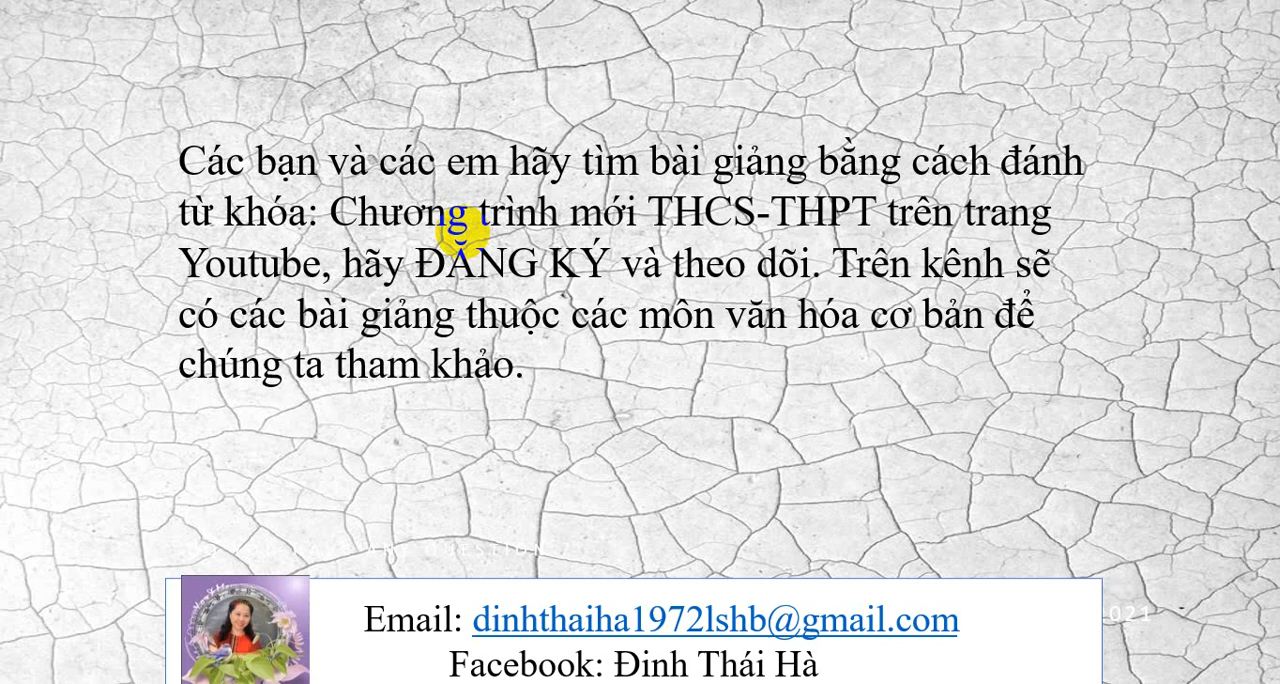 Các bạn và các em hãy tìm bài giảng bằng cách đánh
từ khóa: Chương trình mới THCS-THPT trên trang
Youtube, hãy ĐĂNG KÝ và theo dõi. Trên kênh sẽ
có các bài giảng thuộc các môn văn hóa cơ bản để
chúng ta tham khảo.
Email: dinhthaiha1972lshb@gmail.com
Facebook: Đinh Thái Hà